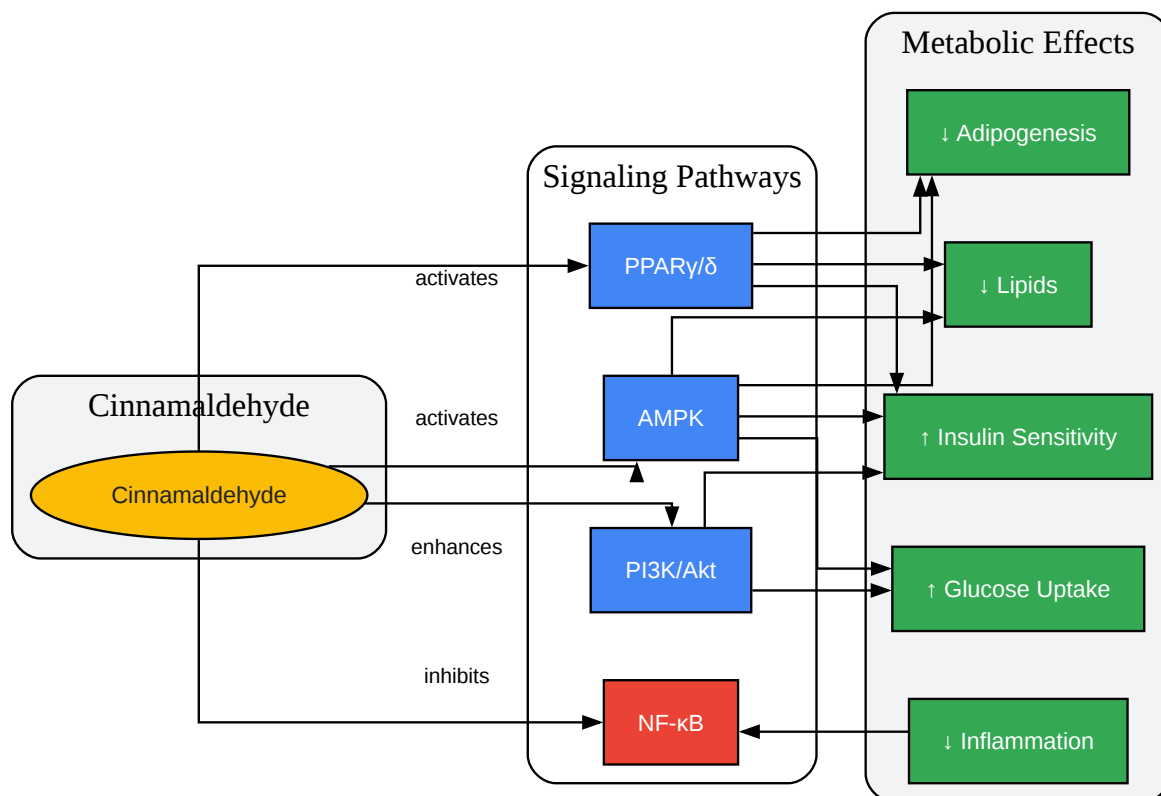 Metabolic Effects
↓ Adipogenesis
Signaling Pathways
PPARγ/δ
activates
↓ Lipids
Cinnamaldehyde
activates
AMPK
↑ Insulin Sensitivity
Cinnamaldehyde
enhances
PI3K/Akt
↑ Glucose Uptake
inhibits
NF-κB
↓ Inflammation